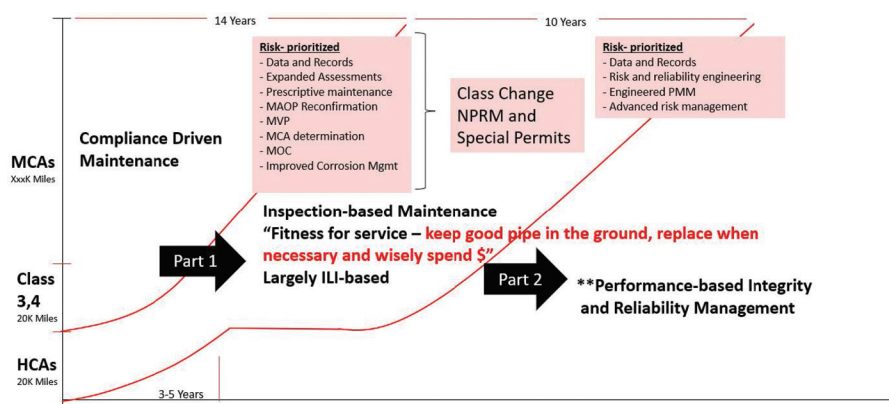 14 Years
10 Years
Risk- prioritized
- Data and Records
- Expanded Assessments
- Prescriptive maintenance
- MAOP Reconfirmation
- MVP
- MCA determination
- MOC
- Improved Corrosion Mgmt
Class Change
NPRM and
Special Permits
Risk- prioritized
- Data and Records
- Risk and reliability engineering
- Engineered PMM
- Advanced risk management
Compliance Driven
Maintenance
MCAs
XxxK Miles
Inspection-based Maintenance
“Fitness for service – keep good pipe in the ground, replace when
necessary and wisely spend $”
Largely ILI-based
Part 1
Part 2
**Performance-based Integrity
and Reliability Management
Class
3,4
20K Miles
HCAs
20K Miles
3-5 Years